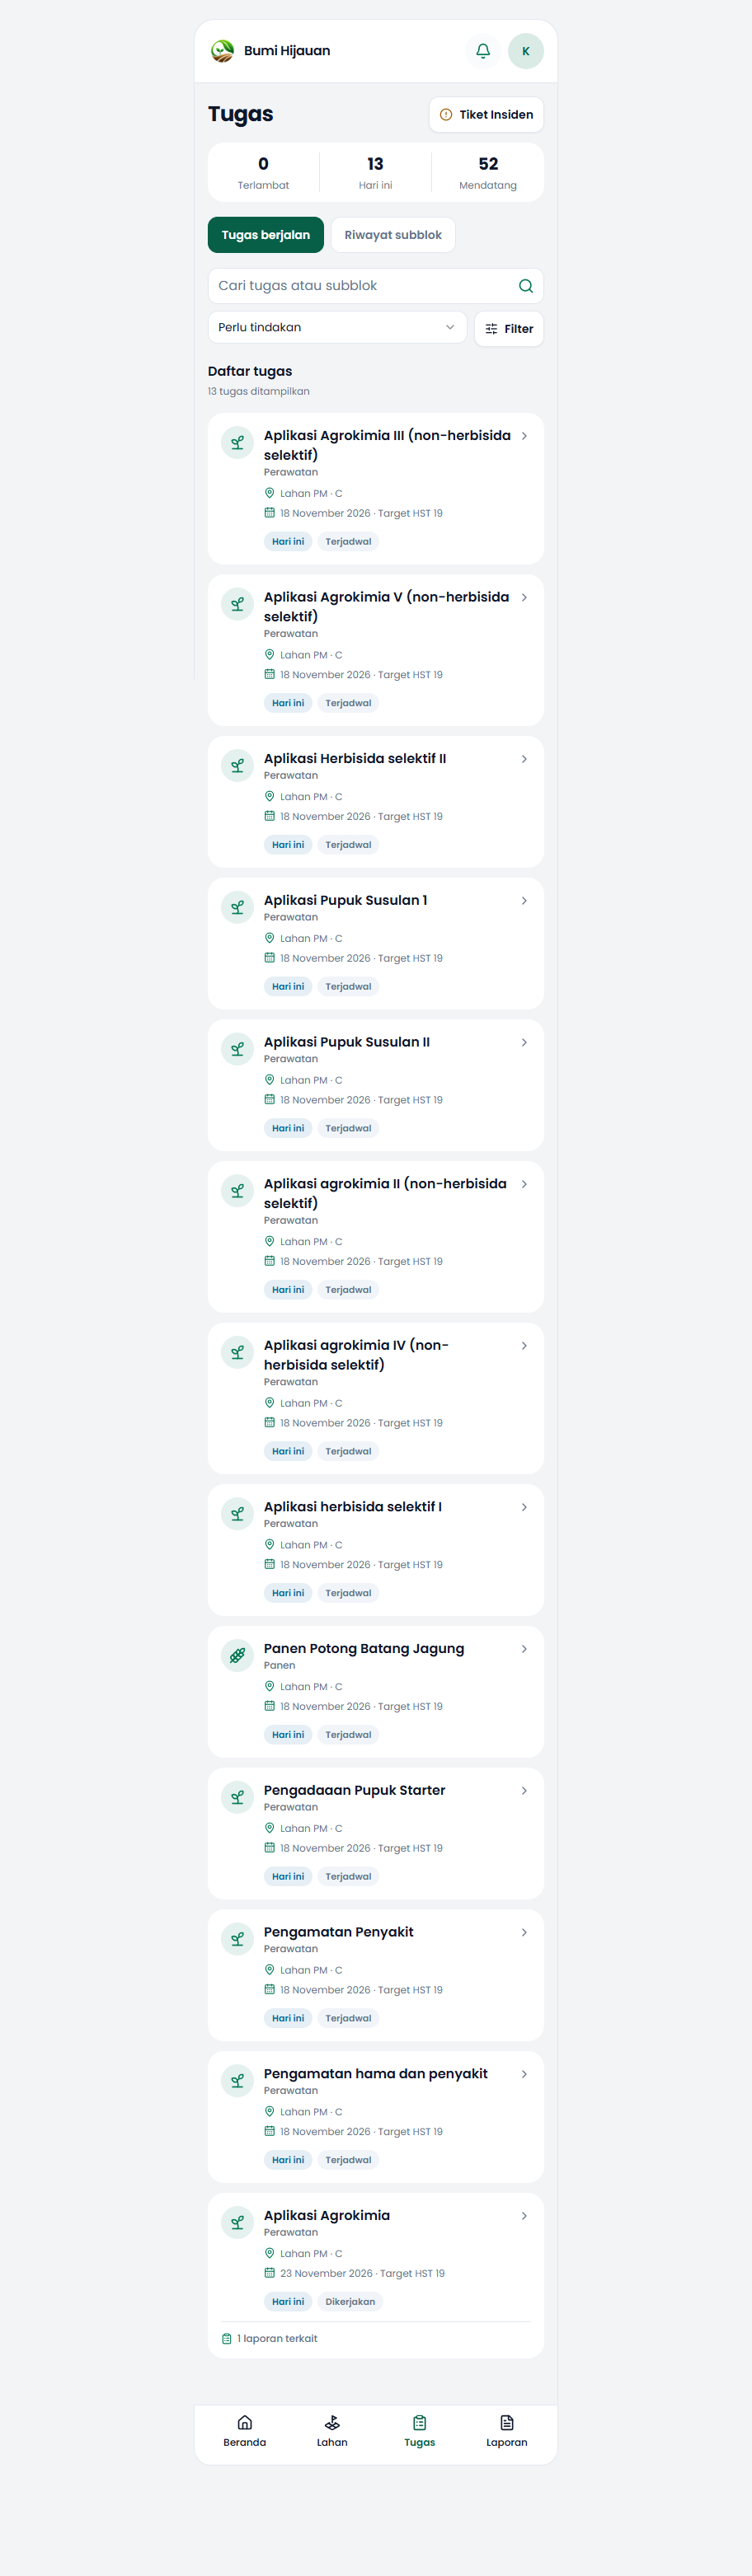 Bumi Hijauan
K
Tugas
Tiket Insiden
0
13
52
Terlambat
Hari ini
Mendatang
Tugas berjalan
Riwayat subblok
Cari tugas atau subblok
Perlu tindakan
Filter
Daftar tugas
13 tugas ditampilkan
Aplikasi Agrokimia III (non-herbisida
selektif)
Perawatan
Lahan PM · C
18 November 2026 · Target HST 19
Hari ini
Terjadwal
Aplikasi Agrokimia V (non-herbisida
selektif)
Perawatan
Lahan PM · C
18 November 2026 · Target HST 19
Hari ini
Terjadwal
Aplikasi Herbisida selektif II
Perawatan
Lahan PM · C
18 November 2026 · Target HST 19
Hari ini
Terjadwal
Aplikasi Pupuk Susulan 1
Perawatan
Lahan PM · C
18 November 2026 · Target HST 19
Hari ini
Terjadwal
Aplikasi Pupuk Susulan II
Perawatan
Lahan PM · C
18 November 2026 · Target HST 19
Hari ini
Terjadwal
Aplikasi agrokimia II (non-herbisida
selektif)
Perawatan
Lahan PM · C
18 November 2026 · Target HST 19
Hari ini
Terjadwal
Aplikasi agrokimia IV (non-
herbisida selektif)
Perawatan
Lahan PM · C
18 November 2026 · Target HST 19
Hari ini
Terjadwal
Aplikasi herbisida selektif I
Perawatan
Lahan PM · C
18 November 2026 · Target HST 19
Hari ini
Terjadwal
Panen Potong Batang Jagung
Panen
Lahan PM · C
18 November 2026 · Target HST 19
Hari ini
Terjadwal
Pengadaaan Pupuk Starter
Perawatan
Lahan PM · C
18 November 2026 · Target HST 19
Hari ini
Terjadwal
Pengamatan Penyakit
Perawatan
Lahan PM · C
18 November 2026 · Target HST 19
Hari ini
Terjadwal
Pengamatan hama dan penyakit
Perawatan
Lahan PM · C
18 November 2026 · Target HST 19
Hari ini
Terjadwal
Aplikasi Agrokimia
Perawatan
Lahan PM · C
23 November 2026 · Target HST 19
Hari ini
Dikerjakan
1 laporan terkait
Beranda
Lahan
Tugas
Laporan